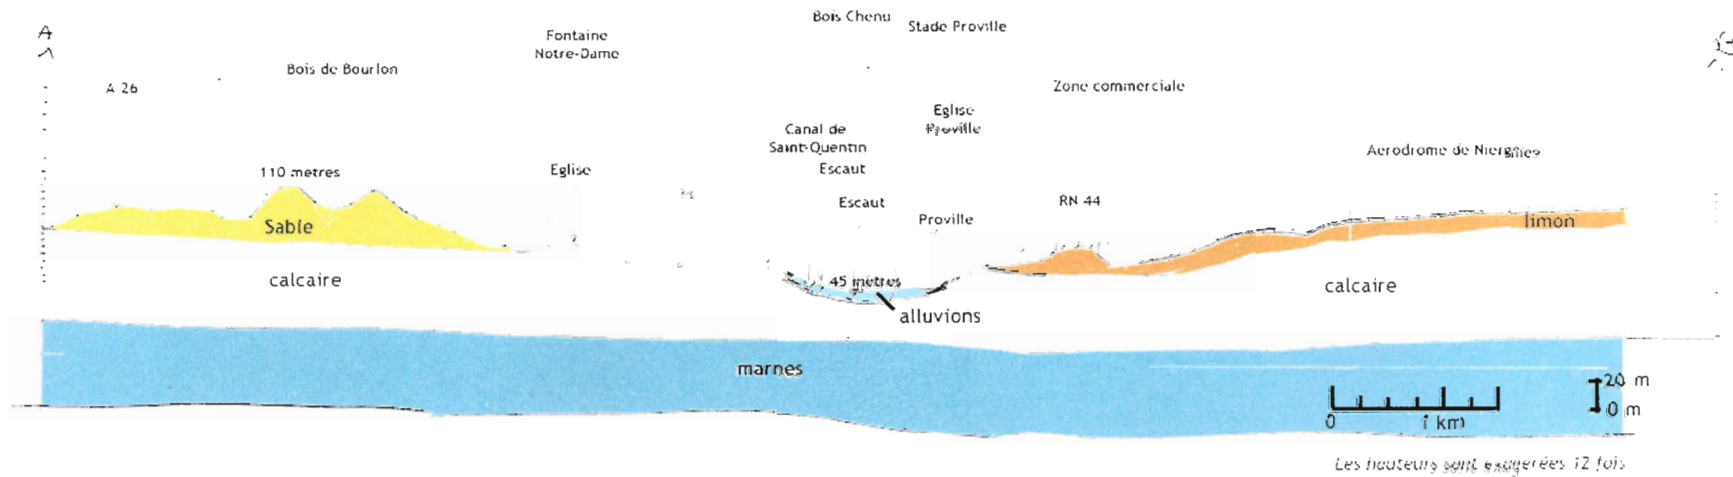 Bois Chenu
Stade Proville
A
Fontaine
Notre-Dame
Bois de Bourlon
A 26
Zone commerciale
Eglise
Proville
Canal de
Saint-Quentin
Aerodrome de Niergnies
110 metres
Eglise
Escaut
Escaut
RN 44
Proville
Sable
limon
calcaire
45 mètres
calcaire
alluvions
marnes
20 m
0 m
0
1 km
Les hauteurs sont exagerées 12 fois